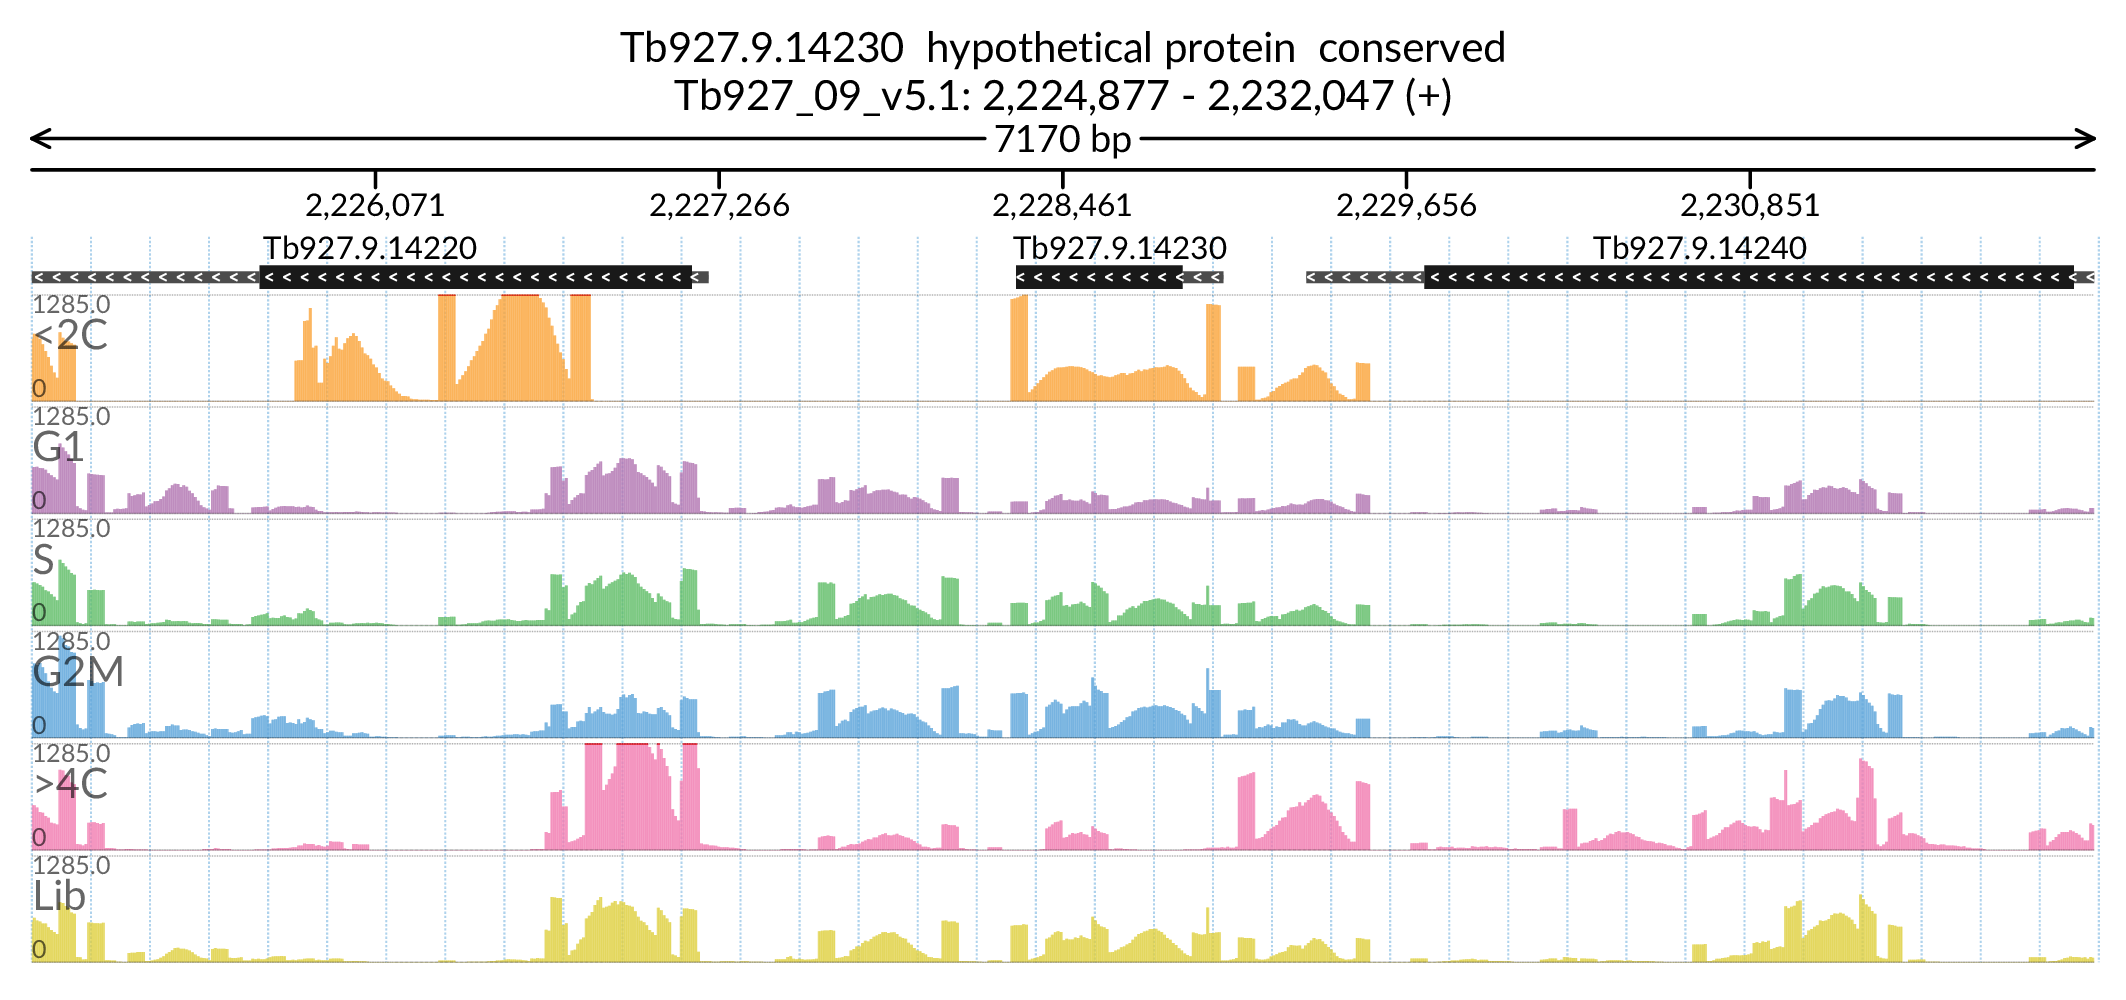 Tb927.9.14230  hypothetical protein  conserved
Tb927_09_v5.1: 2,224,877 - 2,232,047 (+)
7170 bp
2,226,071 2,227,266 2,228,461 2,229,656 2,230,851
Tb927.9.14220 Tb927.9.14230 Tb927.9.14240
1285.0
<2C
0
1285.0
G1
0
1285.0
S
0
1285.0
G2M
0
1285.0
>4C
0
1285.0
Lib
0